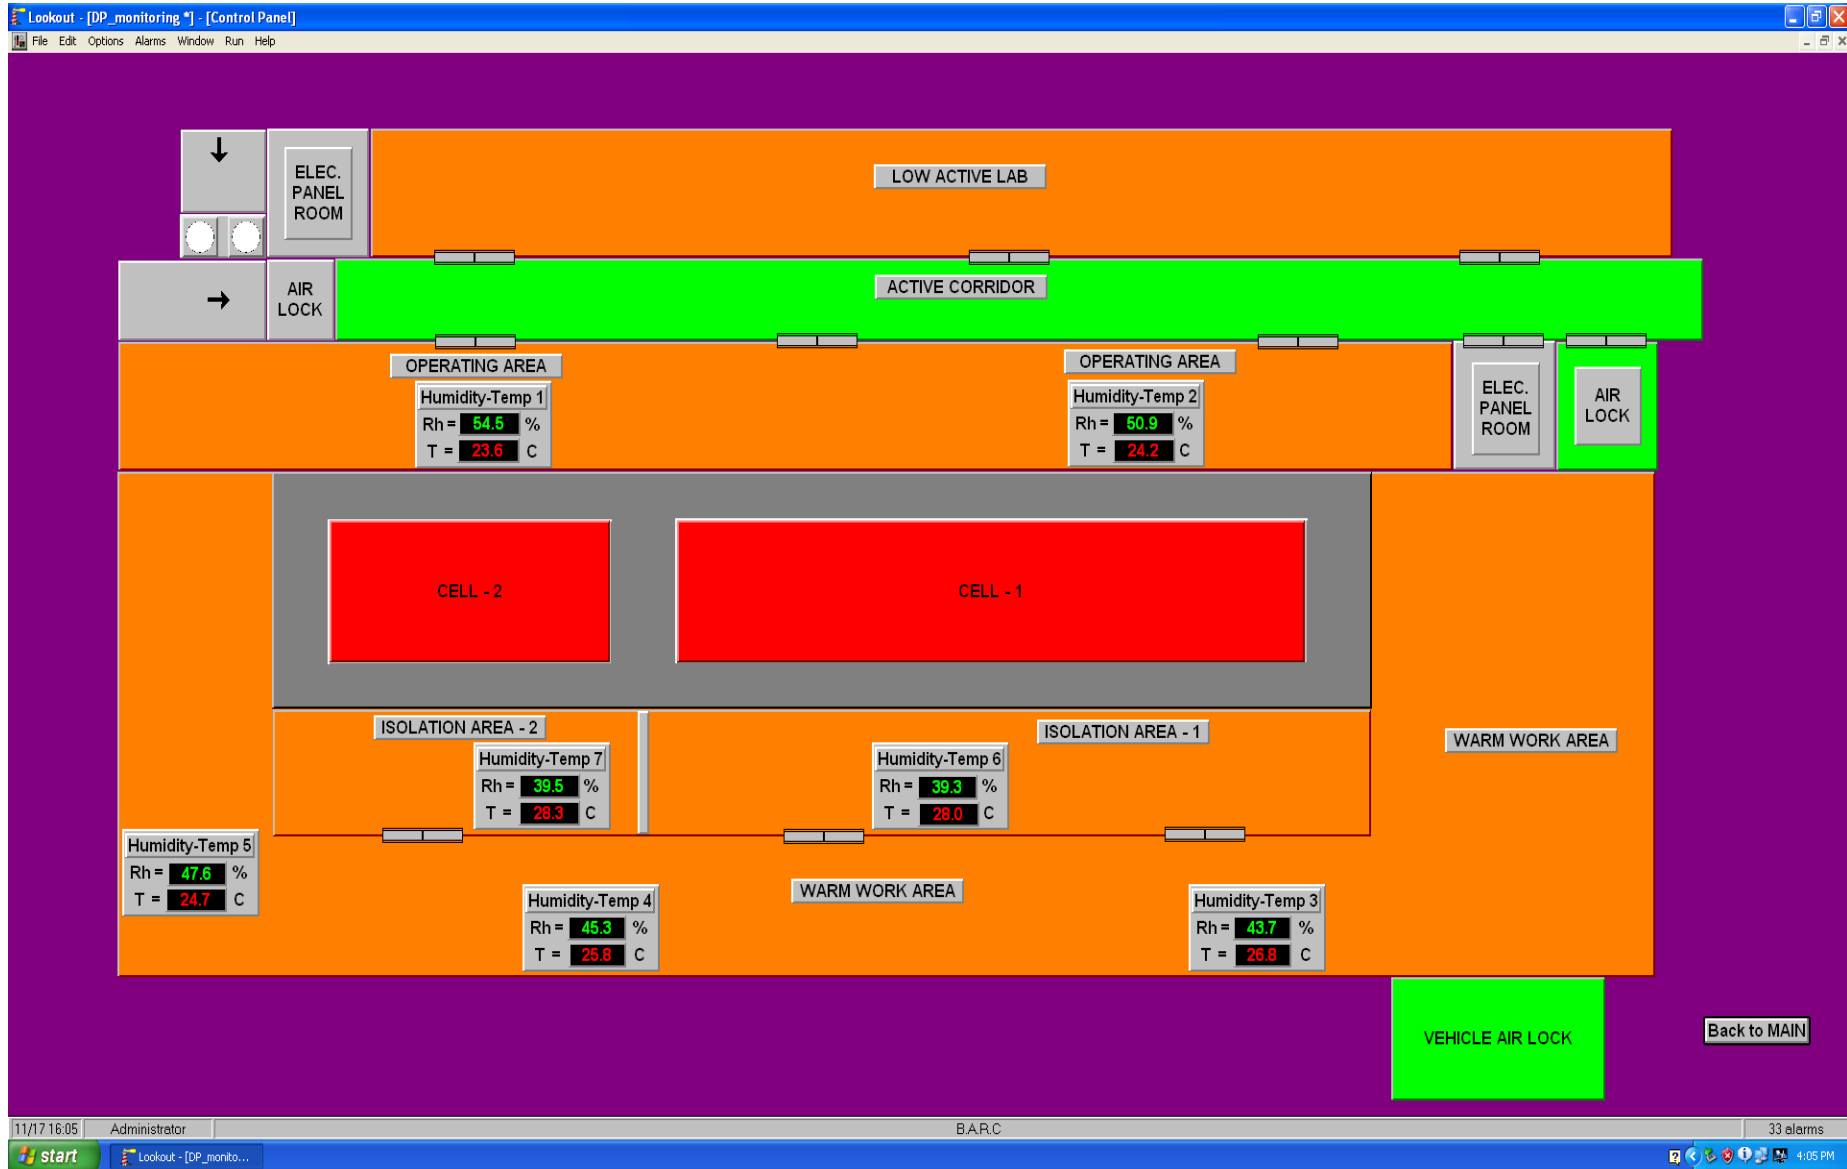 Lookout - [DP_monitoring *] - [Control Panel]
File Edit Options Alarms Window Run Help
ELEC.
PANEL
ROOM
LOW ACTIVE LAB
AIR
LOCK
ACTIVE CORRIDOR
OPERATING AREA
Humidity-Temp 1
Rh = 54.5 %
T = 23.6 C
OPERATING AREA
Humidity-Temp 2
Rh = 50.9 %
T = 24.2 C
ELEC.
PANEL
ROOM
AIR
LOCK
CELL - 2
CELL - 1
ISOLATION AREA - 2
Humidity-Temp 7
Rh = 39.5 %
T = 28.3 C
ISOLATION AREA - 1
Humidity-Temp 6
Rh = 39.3 %
T = 28.0 C
WARM WORK AREA
Humidity-Temp 5
Rh = 47.6 %
T = 24.7 C
Humidity-Temp 4
Rh = 45.3 %
T = 25.8 C
WARM WORK AREA
Humidity-Temp 3
Rh = 43.7 %
T = 26.8 C
VEHICLE AIR LOCK
Back to MAIN
11/17 16:05 Administrator B.A.R.C 33 alarms
start Lookout - [DP_monito... 4:05 PM